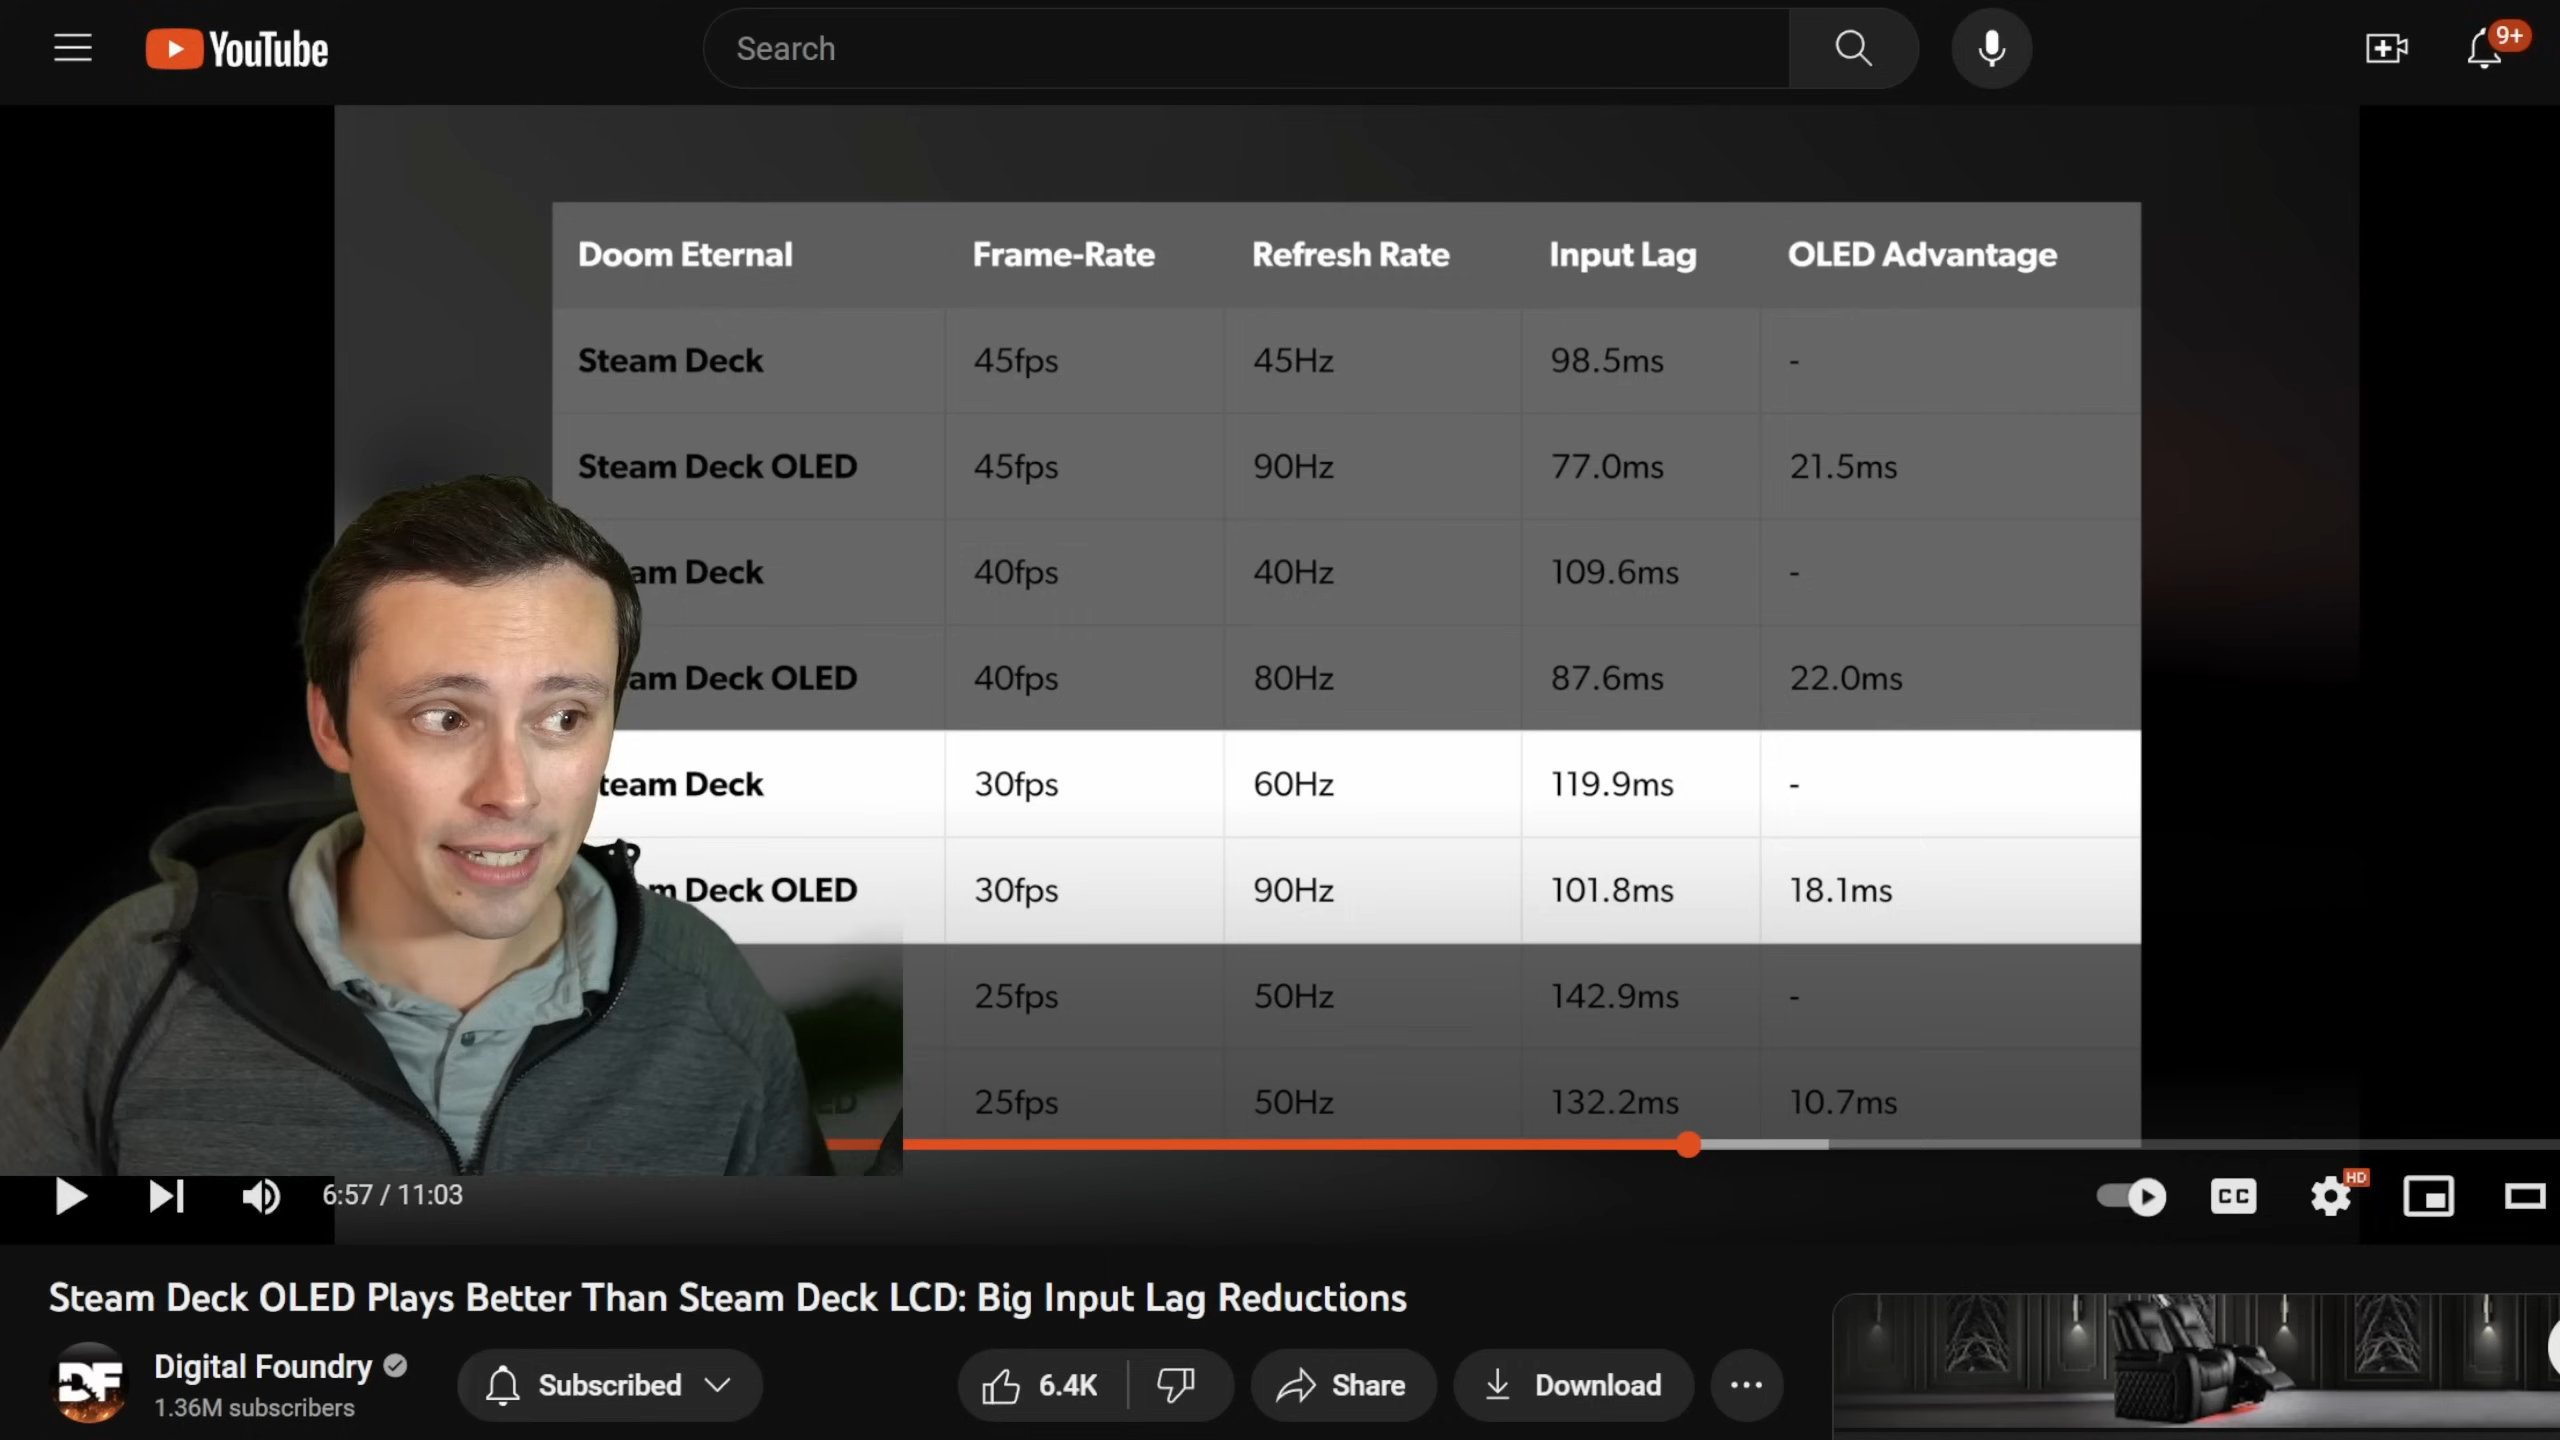 YouTube
Search
9+
Doom Eternal Frame-Rate Refresh Rate Input Lag OLED Advantage
Steam Deck 45fps 45Hz 98.5ms -
Steam Deck OLED 45fps 90Hz 77.0ms 21.5ms
am Deck 40fps 40Hz 109.6ms -
am Deck OLED 40fps 80Hz 87.6ms 22.0ms
team Deck 30fps 60Hz 119.9ms -
m Deck OLED 30fps 90Hz 101.8ms 18.1ms
25fps 50Hz 142.9ms -
ED 25fps 50Hz 132.2ms 10.7ms
6:57 / 11:03
CC
HD
Steam Deck OLED Plays Better Than Steam Deck LCD: Big Input Lag Reductions
DF
Digital Foundry
1.36M subscribers
Subscribed
6.4K
Share
Download